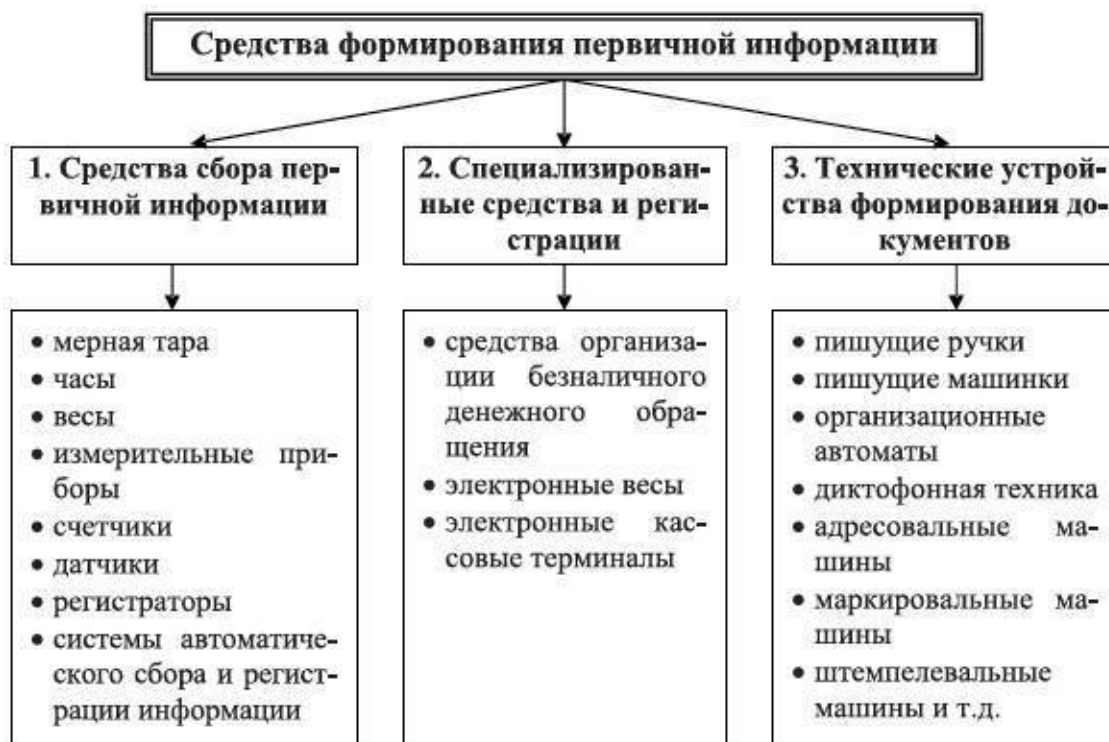 Средства формирования первичной информации
1. Средства сбора пер-
вичной информации
2. Специализирован-
ные средства и реги-
страции
3. Технические устрой-
ства формирования до-
кументов
• мерная тара
• часы
• весы
• измерительные при-
боры
• счетчики
• датчики
• регистраторы
• системы автоматиче-
ского сбора и регист-
рации информации
• средства организа-
ции безналичного
денежного обра-
щения
• электронные весы
• электронные кас-
совые терминалы
• пишущие ручки
• пишущие машинки
• организационные
автоматы
• диктофонная техника
• адресовальные ма-
шины
• маркировальные ма-
шины
• штемпелевальные
машины и т.д.